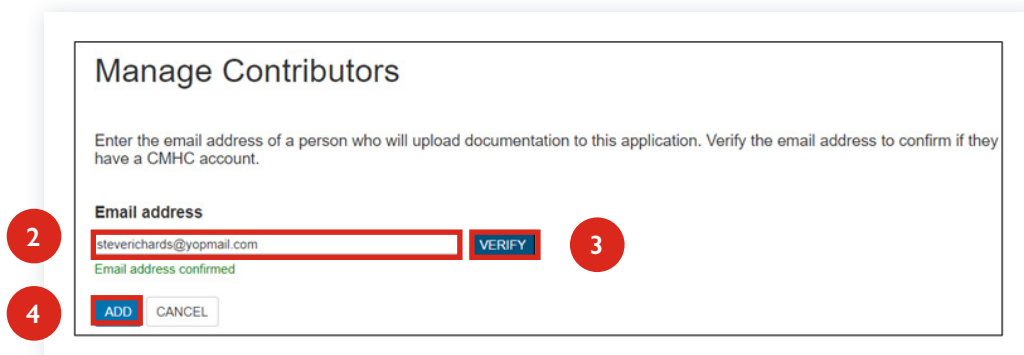 Manage Contributors
Enter the email address of a person who will upload documentation to this application. Verify the email address to confirm if they
have a CMHC account.
Email address
2
steverichards@yopmail.com
VERIFY
3
Email address confirmed
4
ADD
CANCEL